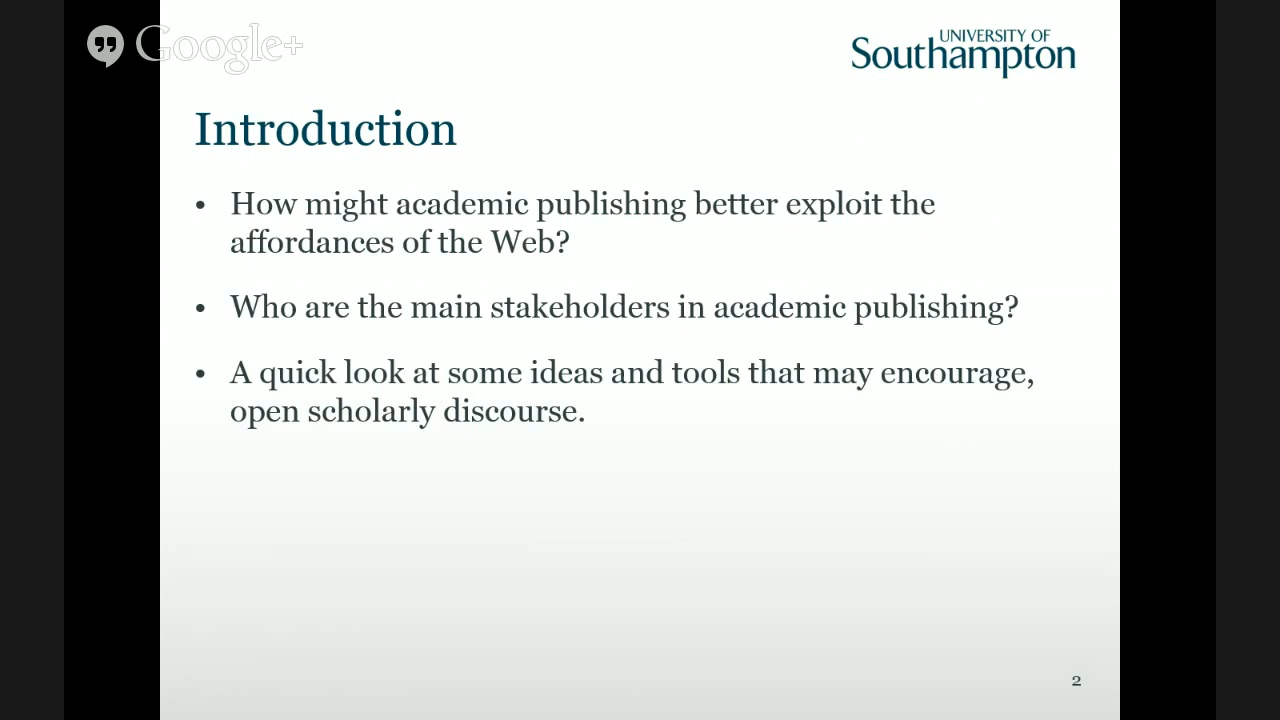 Google+
UNIVERSITY OF
Southampton
Introduction
• How might academic publishing better exploit the
affordances of the Web?
• Who are the main stakeholders in academic publishing?
• A quick look at some ideas and tools that may encourage,
open scholarly discourse.
2